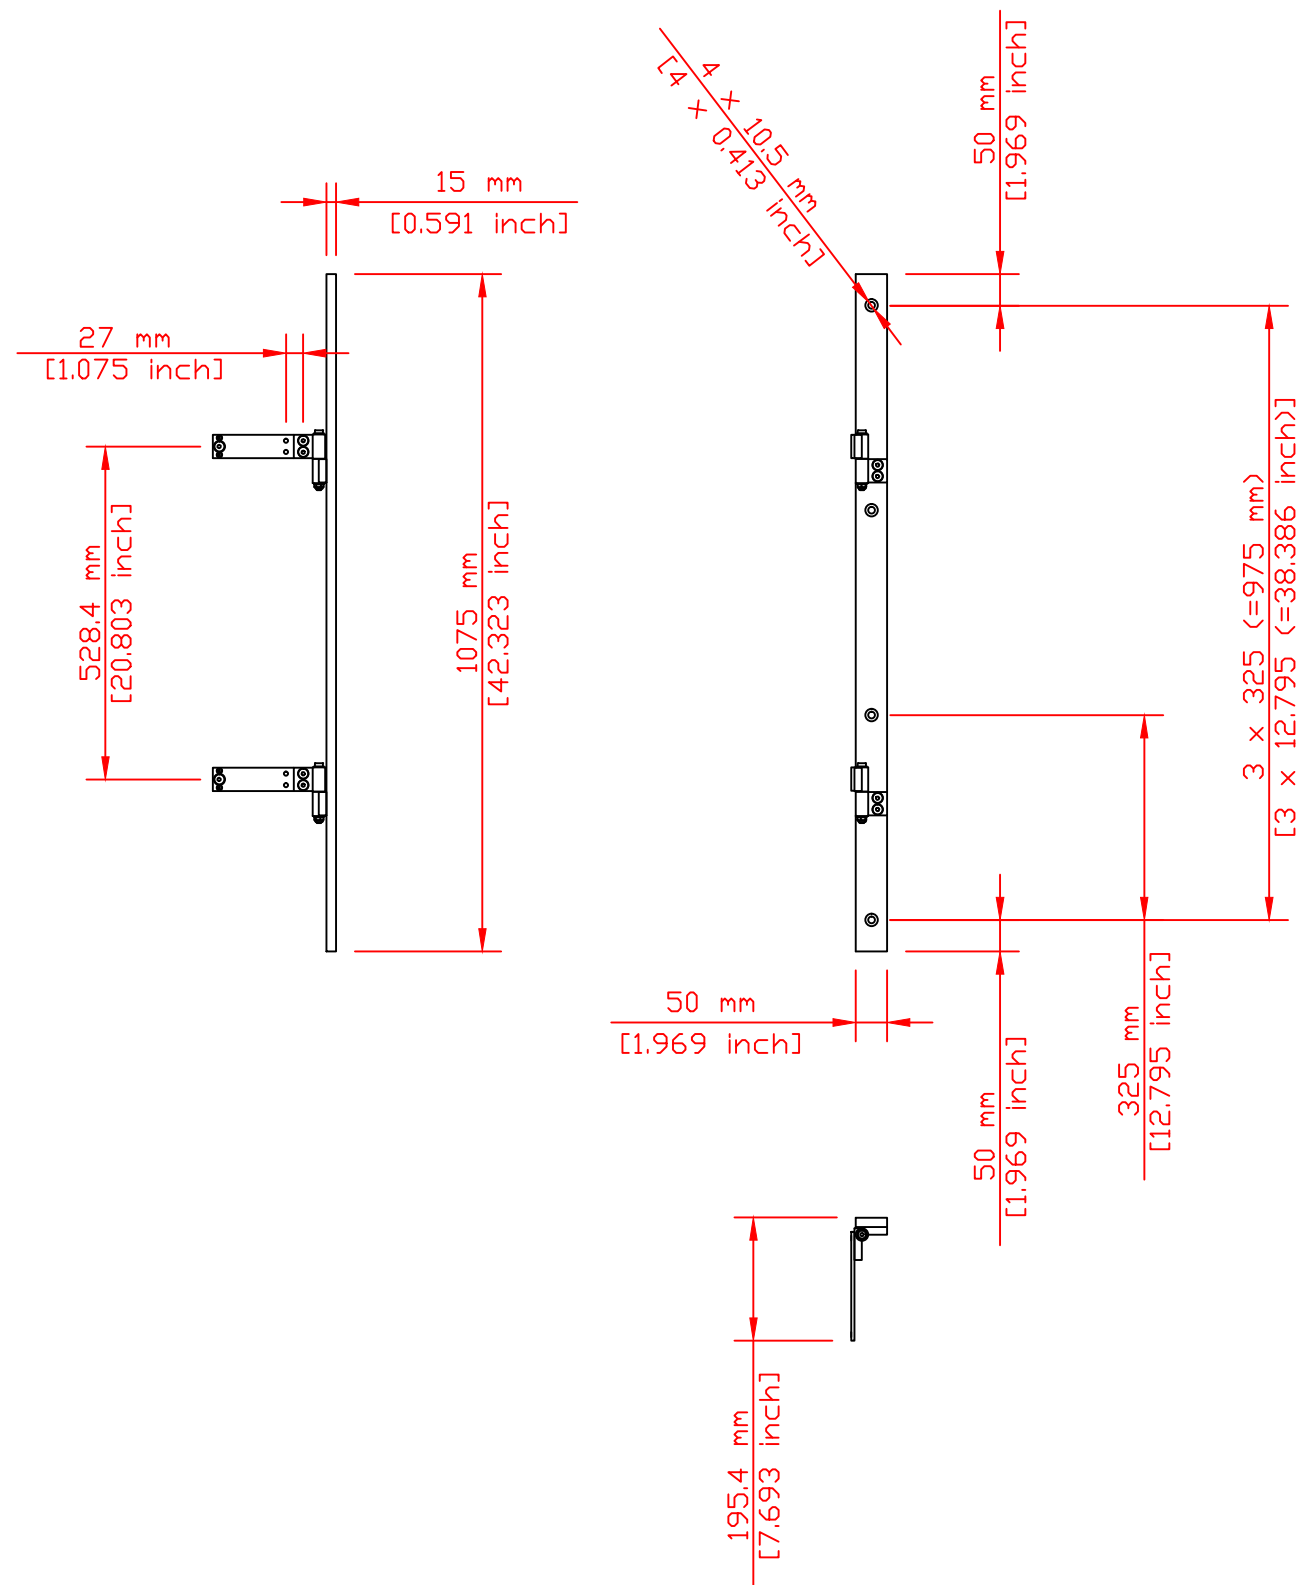 4 x 10.5 mm
[4 x 0.413 inch]
50 mm
[1.969 inch]
15 mm
[0.591 inch]
27 mm
[1.075 inch]
528.4 mm
[20.803 inch]
1075 mm
[42.323 inch]
3 x 325 (=975 mm)
[3 x 12.795 (=38.386 inch)]
50 mm
[1.969 inch]
50 mm
[1.969 inch]
325 mm
[12.795 inch]
195.4 mm
[7.693 inch]